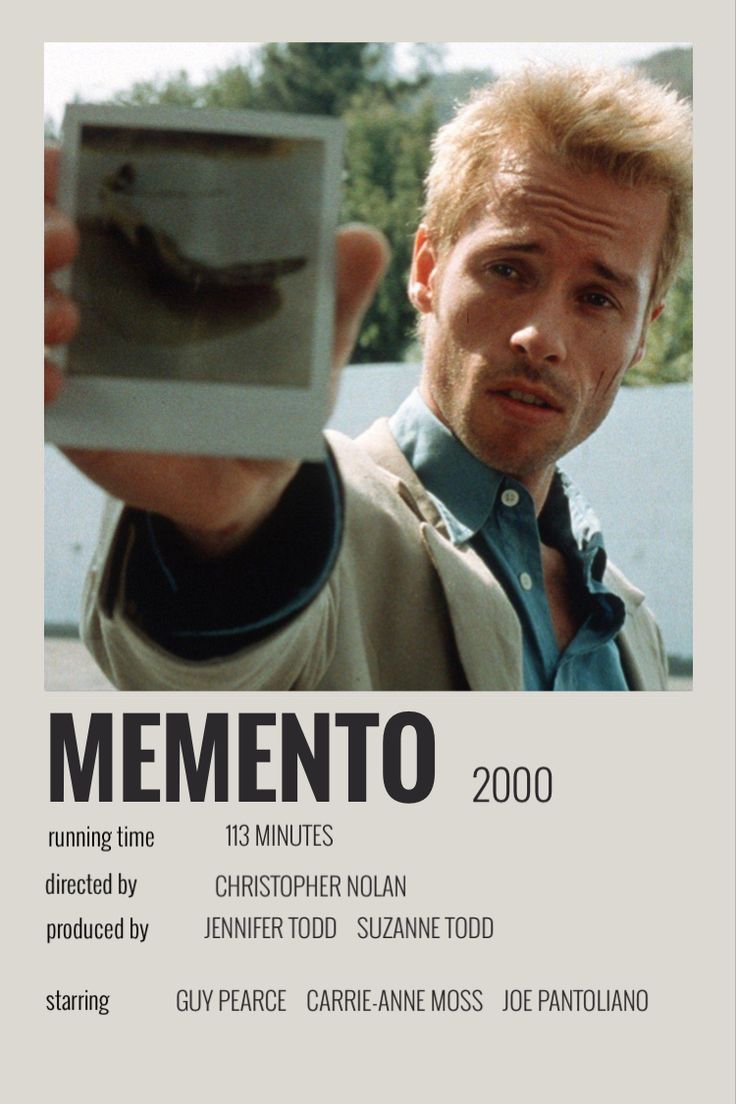 MEMENTO 2000
running time 113 MINUTES
directed by CHRISTOPHER NOLAN
produced by JENNIFER TODD SUZANNE TODD
starring GUY PEARCE CARRIE-ANNE MOSS JOE PANTOLIANO